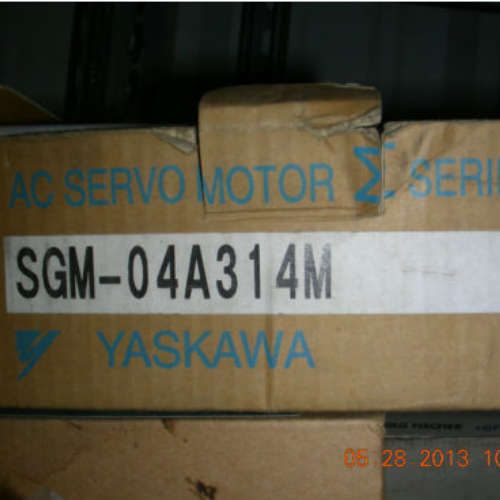 AC SERVO MOTOR Σ SERI
SGM-04A314M
YASKAWA
05 28 2013 10